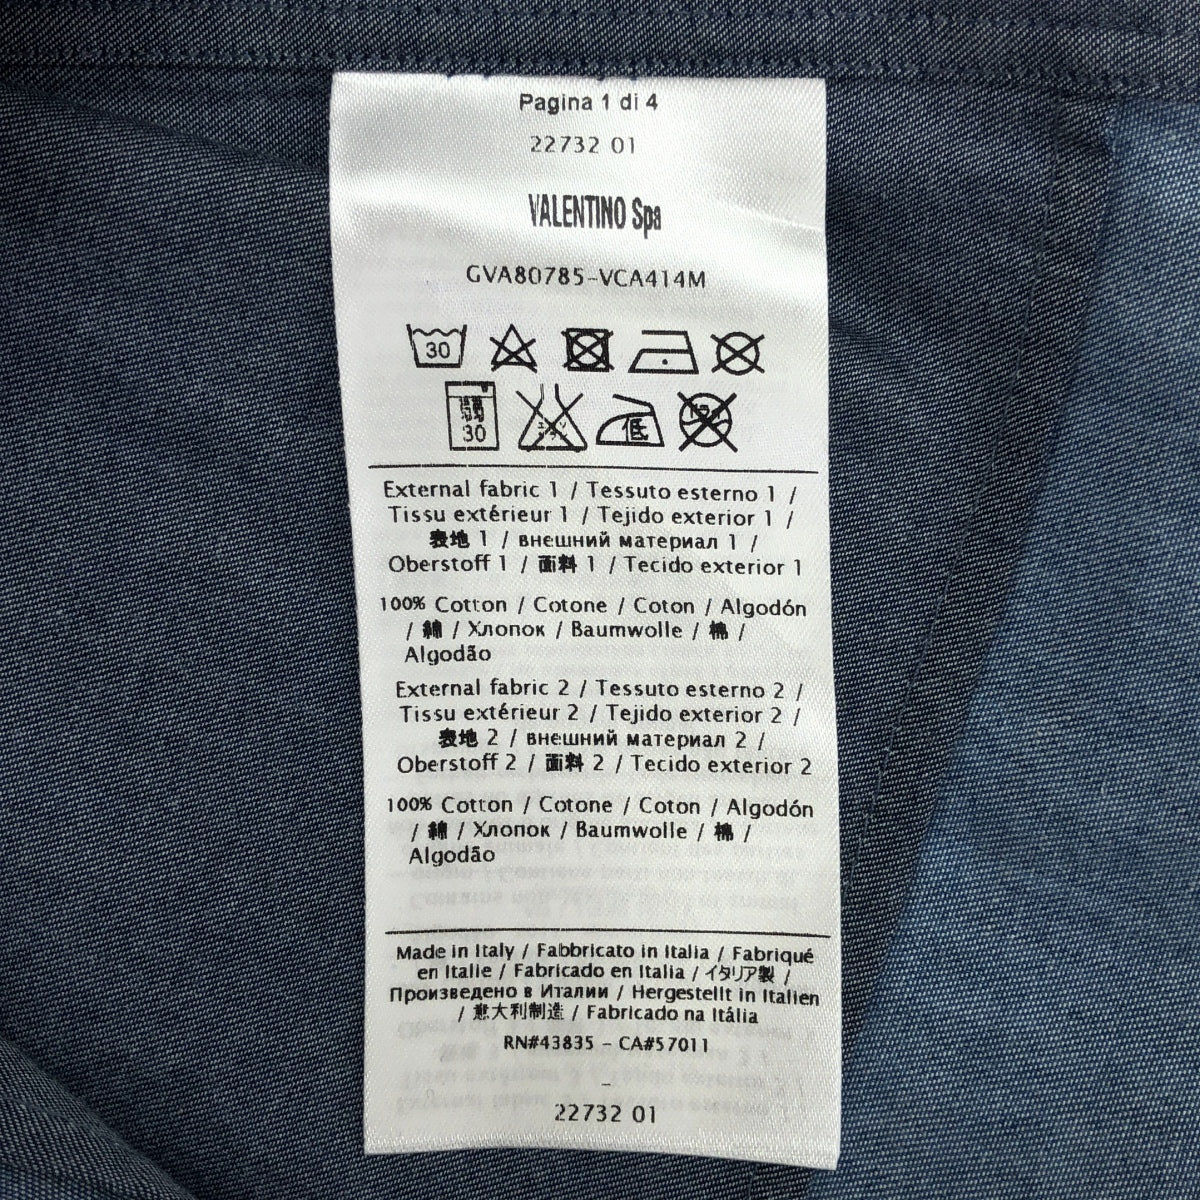 Pagina 1 di 4
22732 01
VALENTINO Spa
GVA80785-VCA414M
30
30 低
External fabric 1 / Tessuto esterno 1 /
Tissu extérieur 1 / Tejido exterior 1 /
表地 1 / внешний материал 1 /
Oberstoff 1 / 面料 1 / Tecido exterior 1
100% Cotton / Cotone / Coton / Algodón
/ 綿 / Хлопок / Baumwolle / 棉 /
Algodão
External fabric 2 / Tessuto esterno 2 /
Tissu extérieur 2 / Tejido exterior 2 /
表地 2 / внешний материал 2 /
Oberstoff 2 / 面料 2 / Tecido exterior 2
100% Cotton / Cotone / Coton / Algodón
/ 綿 / Хлопок / Baumwolle / 棉 /
Algodão
Made in Italy / Fabbricato in Italia / Fabriqué
en Italie / Fabricado en Italia / イタリア製 /
Произведено в Италии / Hergestellt in Italien
/ 意大利制造 / Fabricado na Itália
RN#43835 - CA#57011
-
22732 01